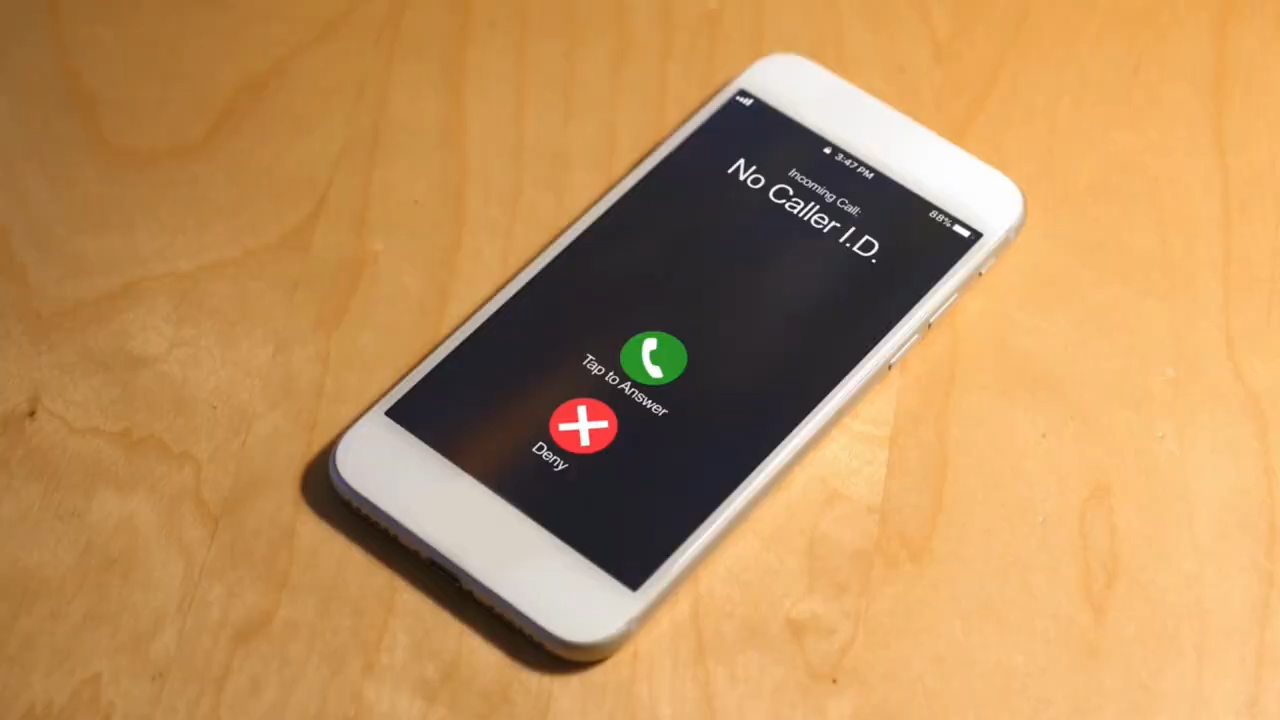 3:47 PM
88%
Incoming Call:
No Caller I.D.
Tap to Answer
Deny